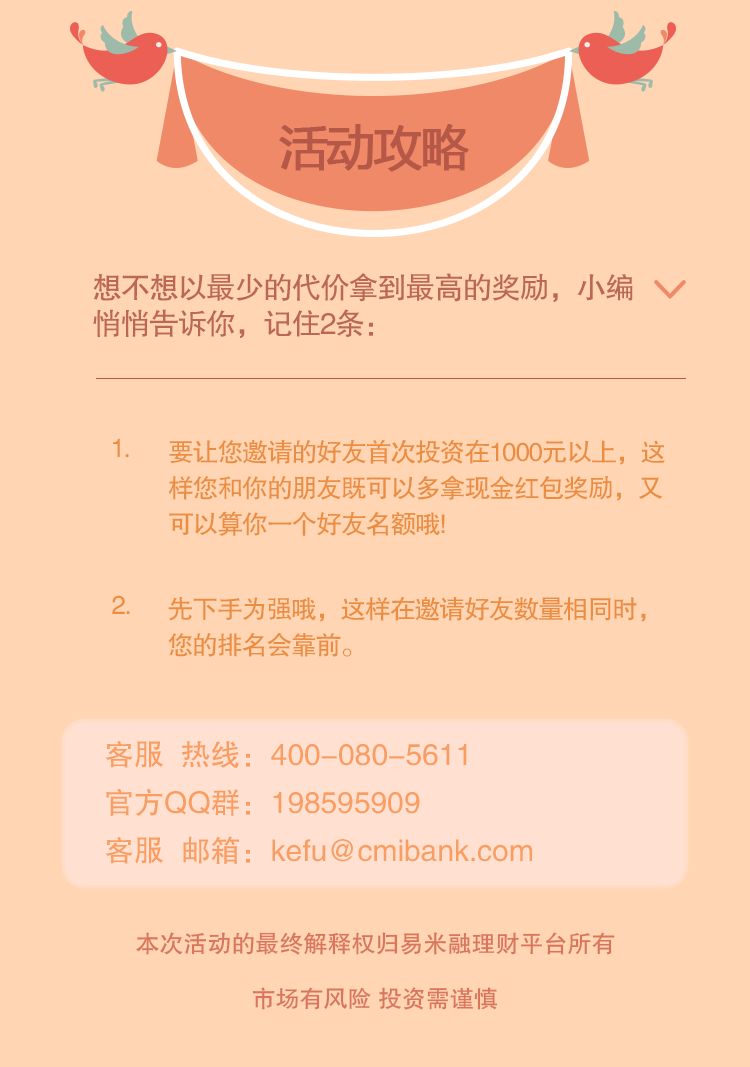 活动攻略
想不想以最少的代价拿到最高的奖励，小编
悄悄告诉你，记住2条：
1. 要让您邀请的好友首次投资在1000元以上，这
样您和你的朋友既可以多拿现金红包奖励，又
可以算你一个好友名额哦!
2. 先下手为强哦，这样在邀请好友数量相同时，
您的排名会靠前。
客服 热线：400-080-5611
官方QQ群：198595909
客服 邮箱：kefu@cmibank.com
本次活动的最终解释权归易米融理财平台所有
市场有风险 投资需谨慎